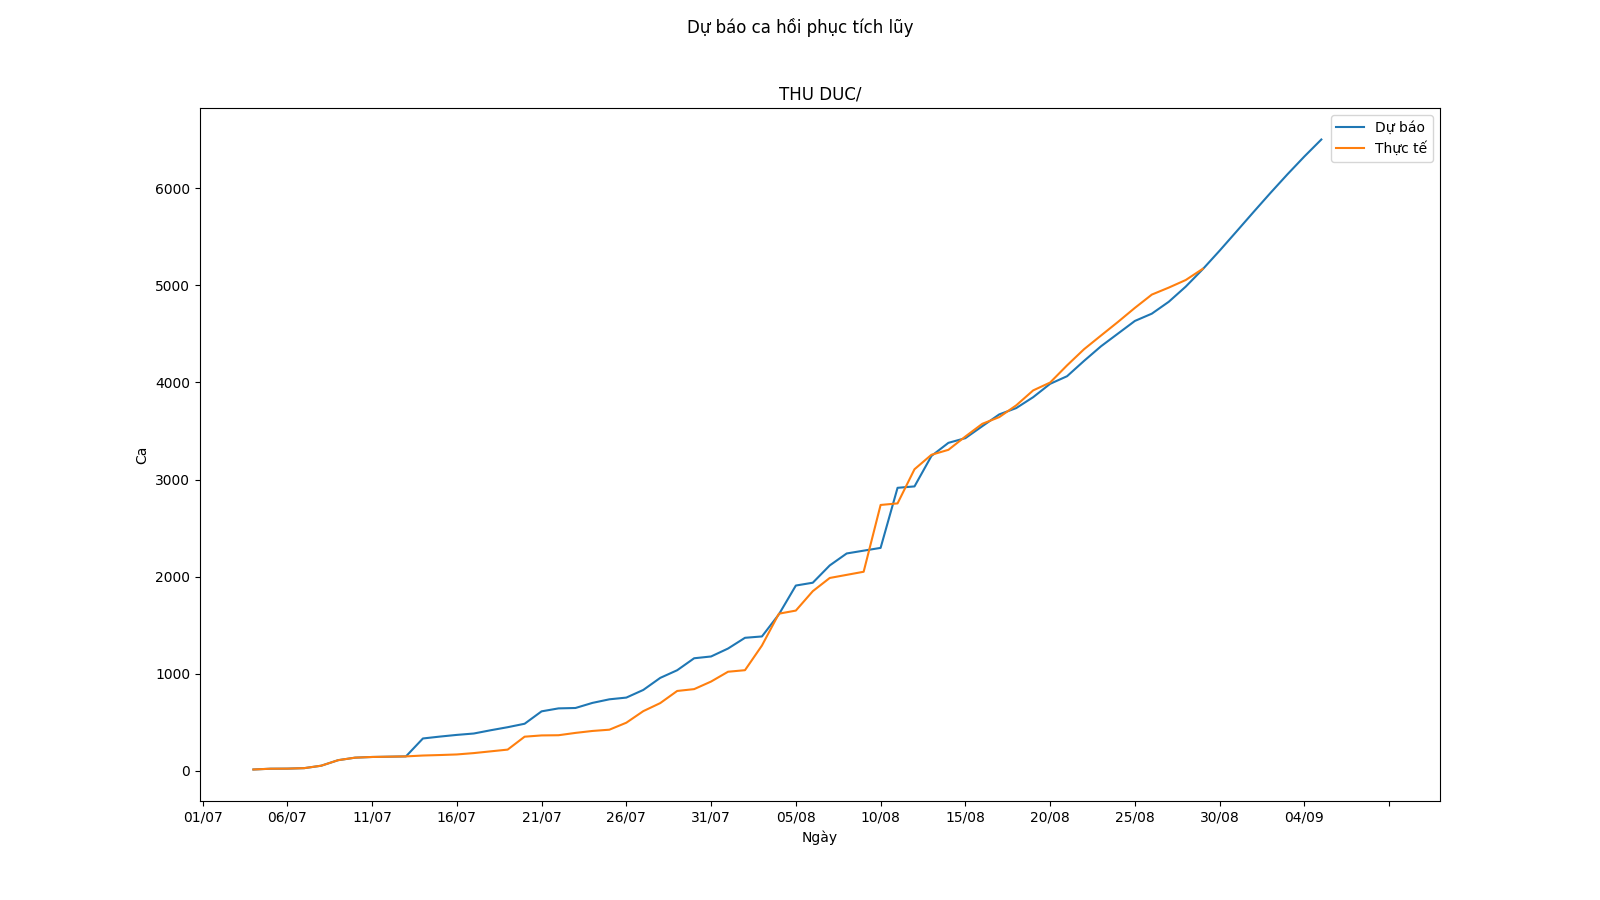 Dự báo ca hồi phục tích lũy
THU DUC/
Dự báo
Thực tế
6000
5000
4000
3000
2000
1000
0
Ca
01/07 06/07 11/07 16/07 21/07 26/07 31/07 05/08 10/08 15/08 20/08 25/08 30/08 04/09
Ngày